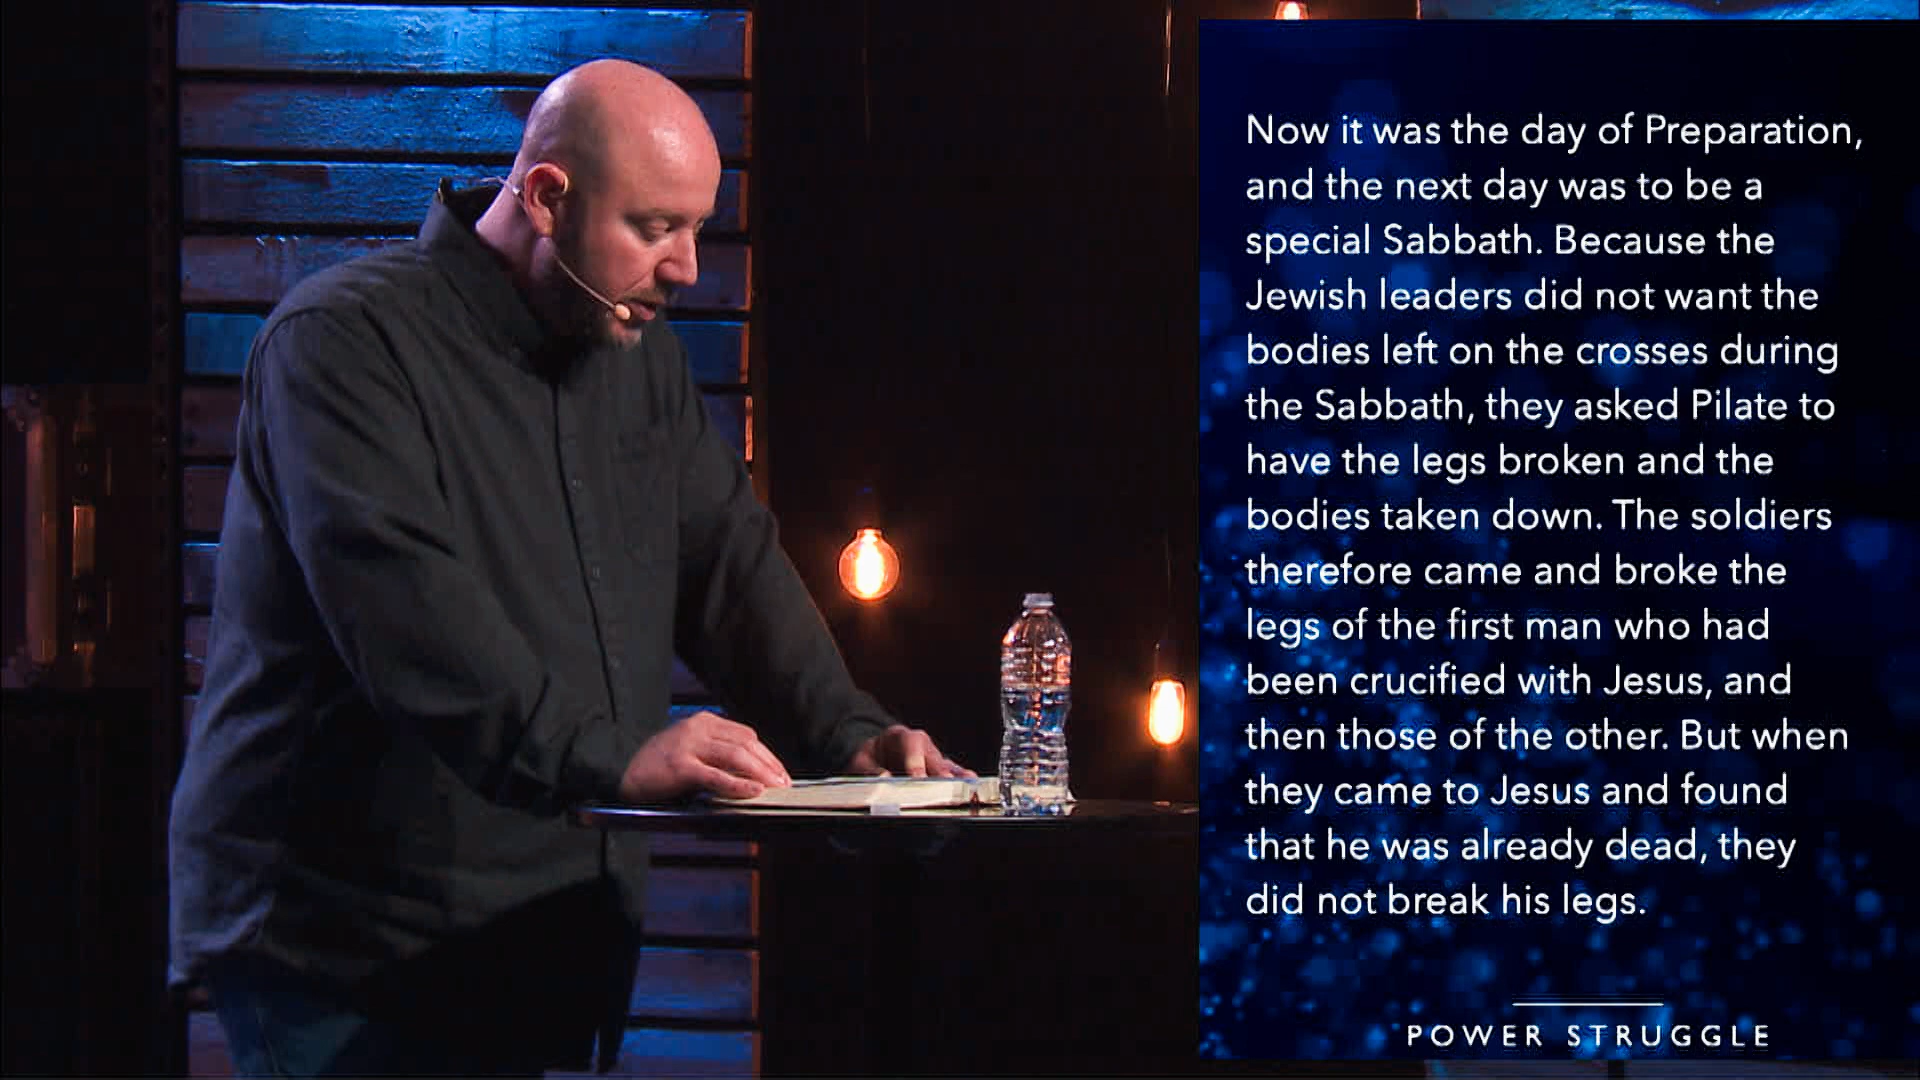 Now it was the day of Preparation,
and the next day was to be a
special Sabbath. Because the
Jewish leaders did not want the
bodies left on the crosses during
the Sabbath, they asked Pilate to
have the legs broken and the
bodies taken down. The soldiers
therefore came and broke the
legs of the first man who had
been crucified with Jesus, and
then those of the other. But when
they came to Jesus and found
that he was already dead, they
did not break his legs.
POWER STRUGGLE